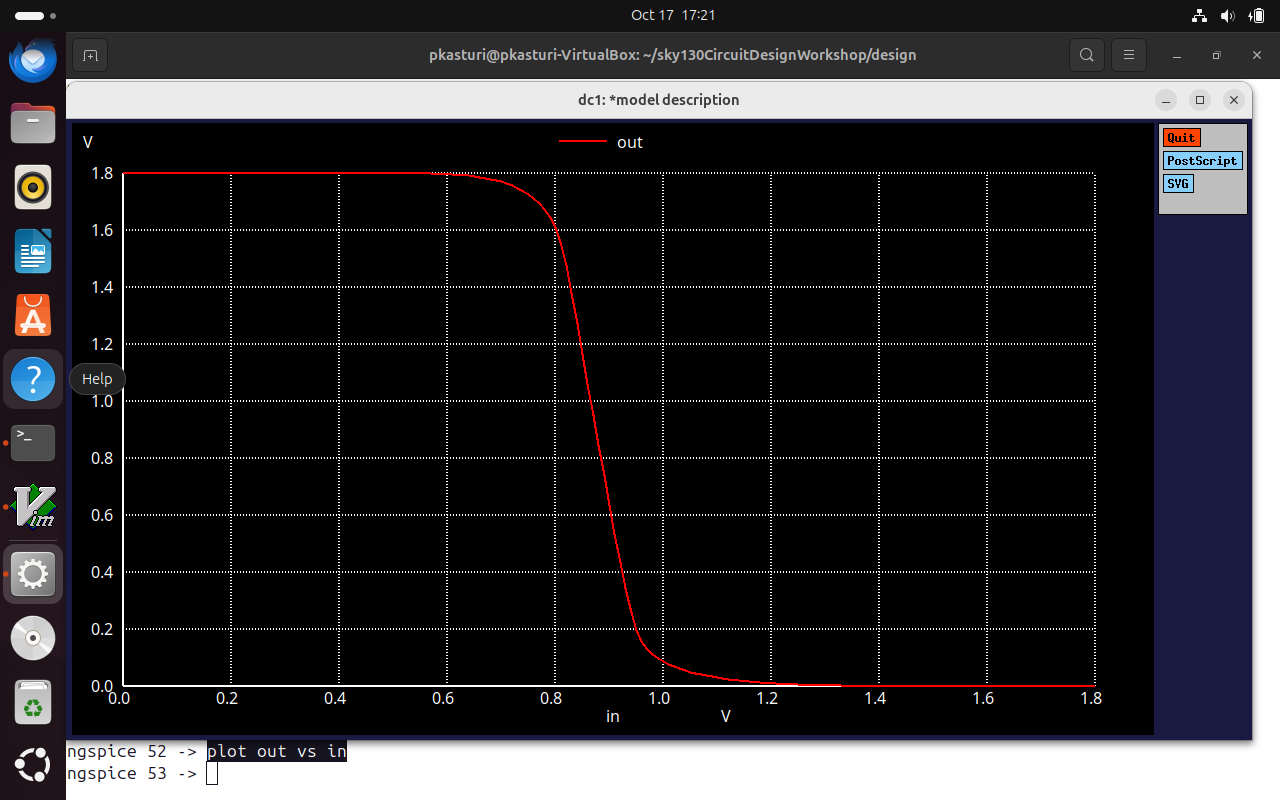 Oct 17 17:21
pkasturi@pkasturi-VirtualBox: ~/sky130CircuitDesignWorkshop/design
dc1: *model description
V
out
Quit
PostScript
SVG
1.8
1.6
1.4
1.2
Help
1.0
0.8
0.6
0.4
0.2
0.0
0.0 0.2 0.4 0.6 0.8 1.0 1.2 1.4 1.6 1.8
in V
>_
Vim
ngspice 52 -> plot out vs in
ngspice 53 ->